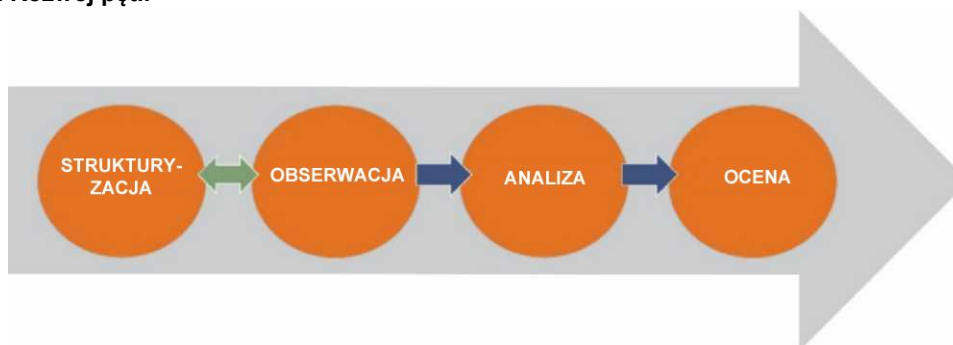 STRUKTURY-
ZACJA
OBSERWACJA
ANALIZA
OCENA